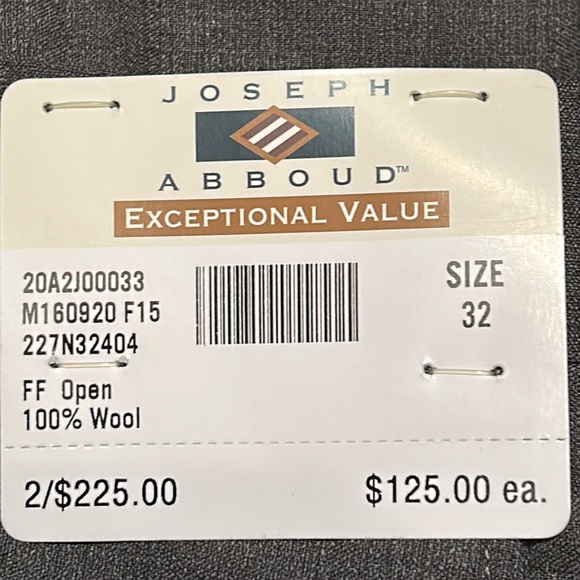 JOSEPH
ABBOUD™
EXCEPTIONAL VALUE
20A2J00033
M160920 F15
227N32404
SIZE
32
FF Open
100% Wool
2/$225.00 $125.00 ea.